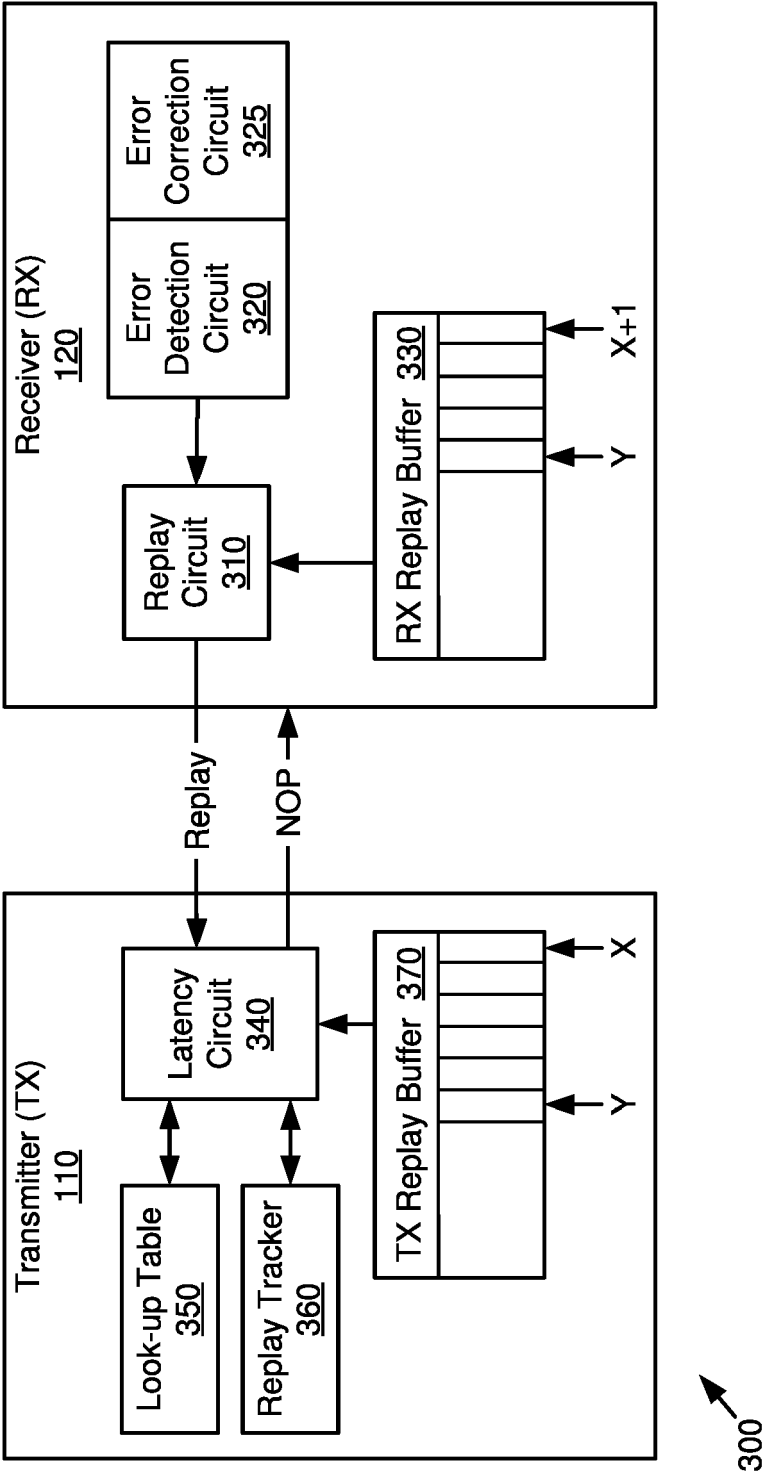 Transmitter (TX)
110
Look-up Table
350
Replay Tracker
360
Latency
Circuit
340
TX Replay Buffer 370
Y
X
Replay
NOP
Receiver (RX)
120
Replay
Circuit
310
Error
Detection
Circuit
320
Error
Correction
Circuit
325
RX Replay Buffer 330
Y
X+1
300